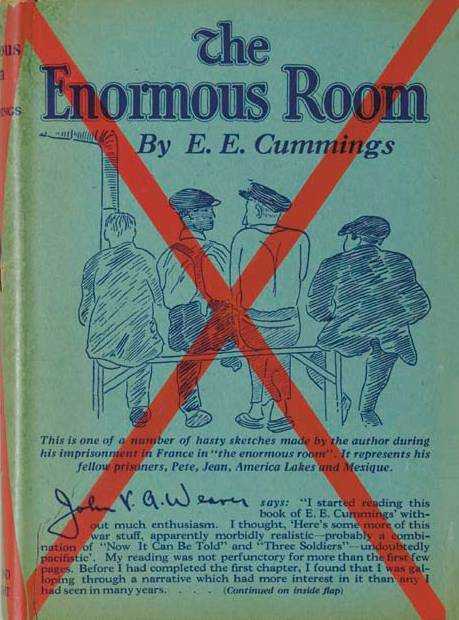 The
Enormous Room
By E. E. Cummings
This is one of a number of hasty sketches made by the author during
his imprisonment in France in "the enormous room". It represents his
fellow prisoners, Pete, Jean, America Lakes and Mexique.
John V. A. Weaver says: "I started reading this
book of E. E. Cummings' with-
out much enthusiasm. I thought, 'Here's some more of this
war stuff, apparently morbidly realistic—probably a combi-
nation of "Now It Can Be Told" and "Three Soldiers"—undoubtedly
pacifistic'. My reading was not perfunctory for more than the first few
pages. Before I had completed the first chapter, I found that I was gal-
loping through a narrative which had more interest in it than any I
had seen in many years. . . . . (Continued on inside flap)